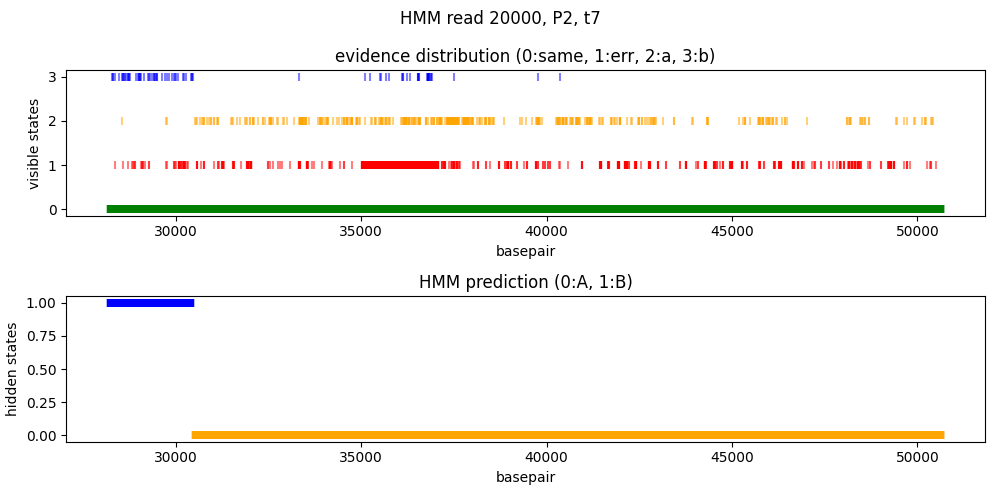 HMM read 20000, P2, t7
evidence distribution (0:same, 1:err, 2:a, 3:b)
visible states
3
2
1
0
30000 35000 40000 45000 50000
basepair
HMM prediction (0:A, 1:B)
hidden states
1.00
0.75
0.50
0.25
0.00
30000 35000 40000 45000 50000
basepair